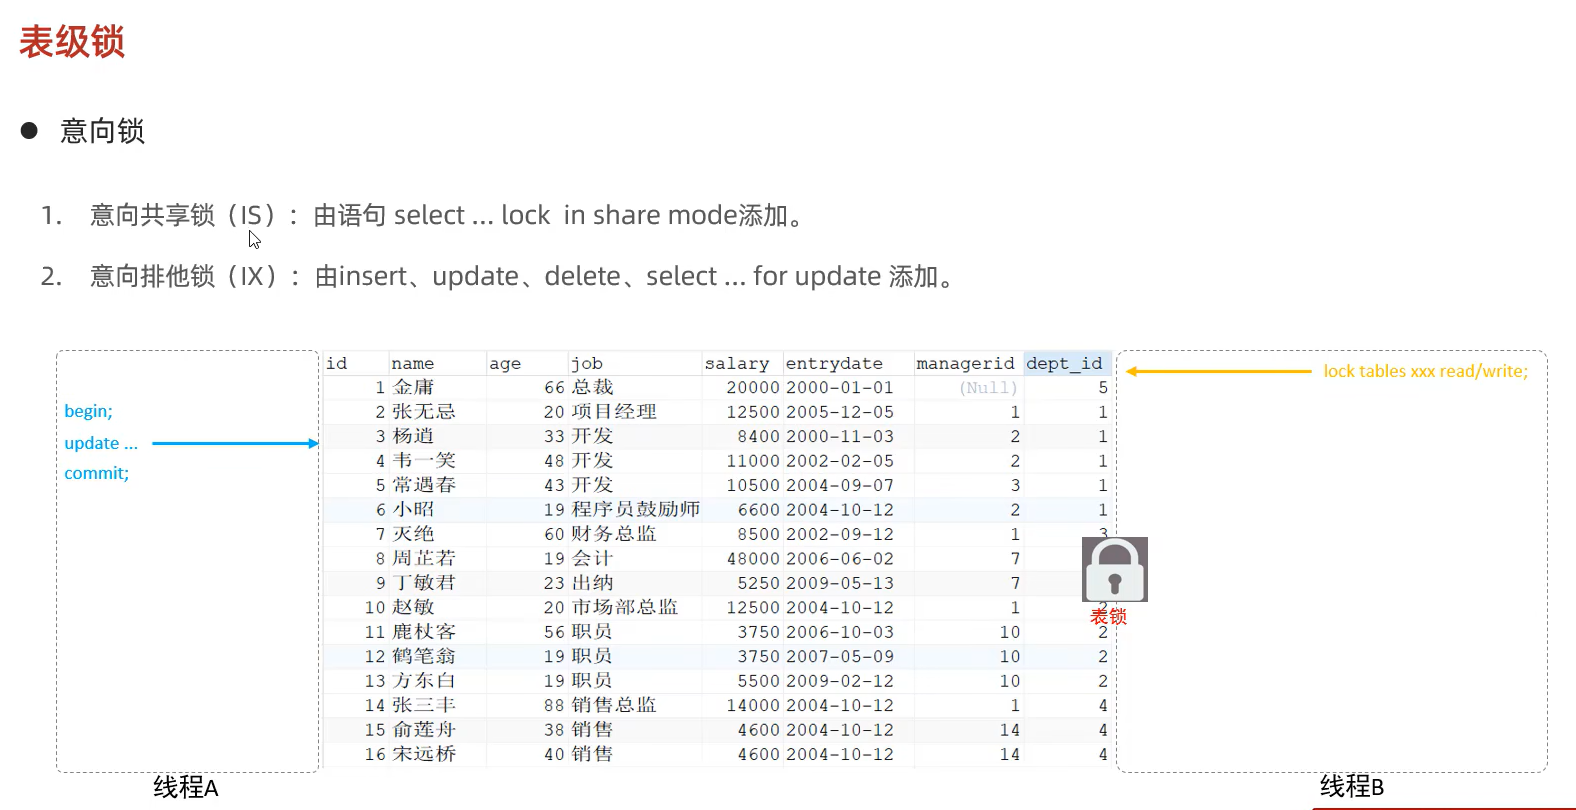 表级锁
● 意向锁
1. 意向共享锁（IS）：由语句 select ... lock in share mode添加。
2. 意向排他锁（IX）：由insert、update、delete、select ... for update 添加。
begin;
update ...
commit;
线程A
id name age job salary entrydate managerid dept_id
1 金庸 66 总裁 20000 2000-01-01 (Null) 5
2 张无忌 20 项目经理 12500 2005-12-05 1 1
3 杨逍 33 开发 8400 2000-11-03 2 1
4 韦一笑 48 开发 11000 2002-02-05 2 1
5 常遇春 43 开发 10500 2004-09-07 3 1
6 小昭 19 程序员鼓励师 6600 2004-10-12 2 1
7 灭绝 60 财务总监 8500 2002-09-12 1 3
8 周芷若 19 会计 48000 2006-06-02 7
9 丁敏君 23 出纳 5250 2009-05-13 7
10 赵敏 20 市场部总监 12500 2004-10-12 1 2
11 鹿杖客 56 职员 3750 2006-10-03 10 2
12 鹤笔翁 19 职员 3750 2007-05-09 10 2
13 方东白 19 职员 5500 2009-02-12 10 2
14 张三丰 88 销售总监 14000 2004-10-12 1 4
15 俞莲舟 38 销售 4600 2004-10-12 14 4
16 宋远桥 40 销售 4600 2004-10-12 14 4
表锁
lock tables xxx read/write;
线程B